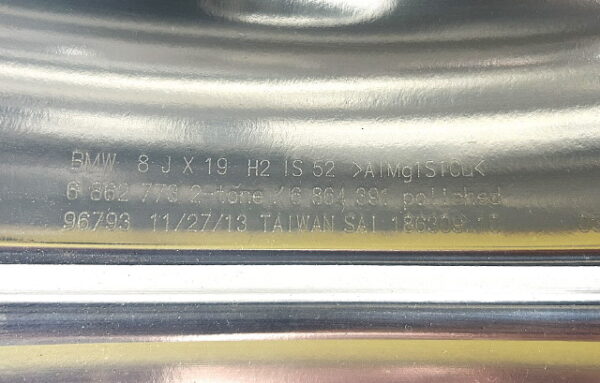 BMW 8 J X 19 H2 IS 52 >AlMg1SiCu<
6 862 773 2-tone /6 864 391 polished
96793 11/27/13 TAIWAN SAI